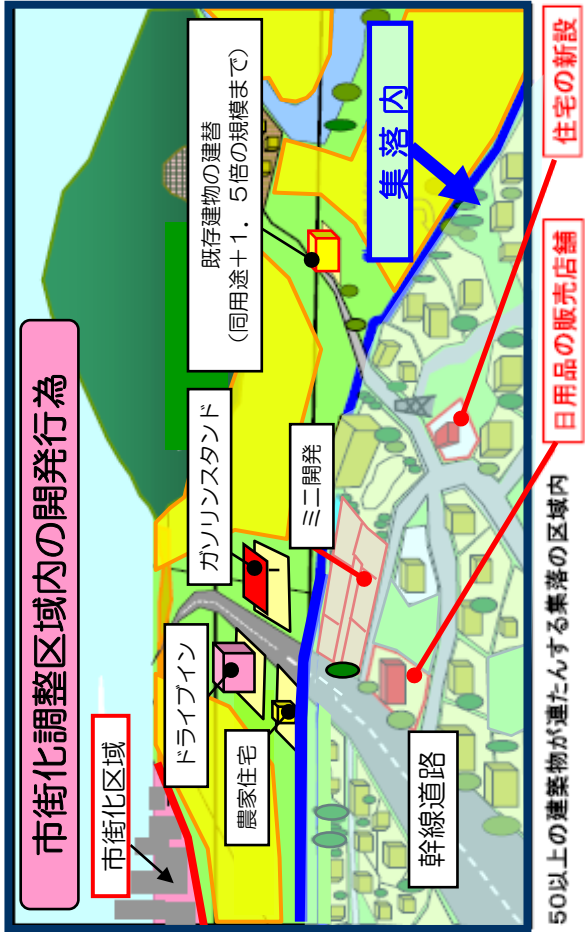 市街化調整区域内の開発行為
市街化区域
ドライブイン
農家住宅
ガソリンスタンド
既存建物の建替
（同用途＋１．５倍の規模まで）
ミニ開発
集落内
幹線道路
日用品の販売店舗
住宅の新設
50以上の建築物が連たんする集落の区域内